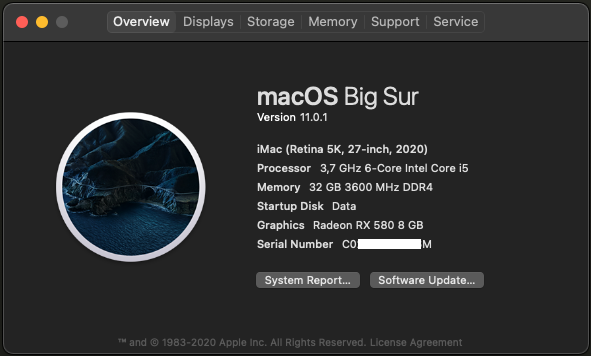 Overview Displays Storage Memory Support Service
macOS Big Sur
Version 11.0.1
iMac (Retina 5K, 27-inch, 2020)
Processor 3,7 GHz 6-Core Intel Core i5
Memory 32 GB 3600 MHz DDR4
Startup Disk Data
Graphics Radeon RX 580 8 GB
Serial Number C0 M
System Report... Software Update...
™ and © 1983-2020 Apple Inc. All Rights Reserved. License Agreement